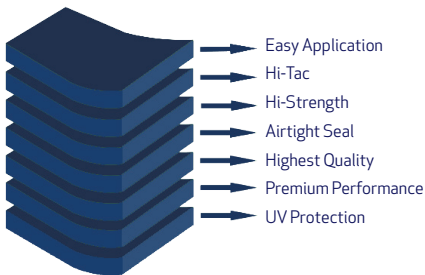 Easy Application
Hi-Tac
Hi-Strength
Airtight Seal
Highest Quality
Premium Performance
UV Protection